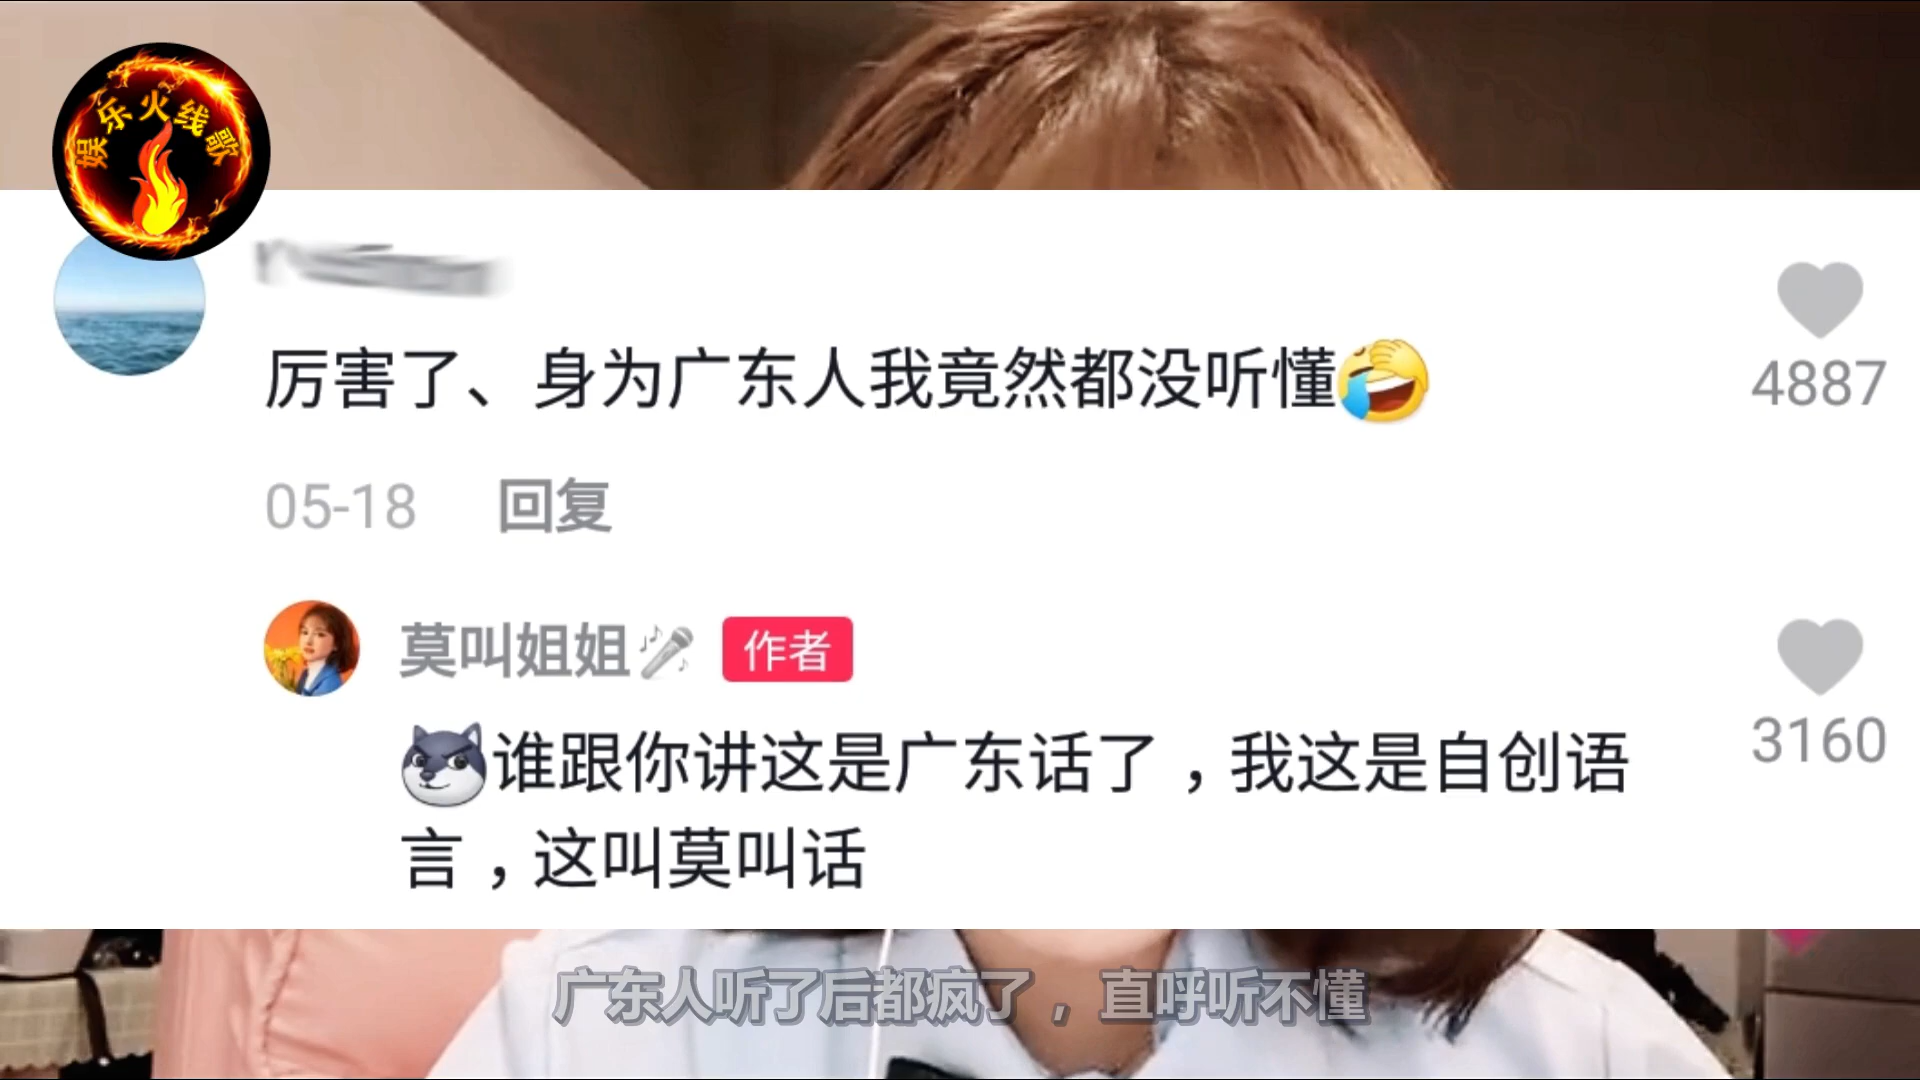 娱乐火线歌
厉害了、身为广东人我竟然都没听懂🤣
4887
05-18 回复
莫叫姐姐🎤 作者
谁跟你讲这是广东话了，我这是自创语
3160
言，这叫莫叫话
广东人听了后都疯了，直呼听不懂